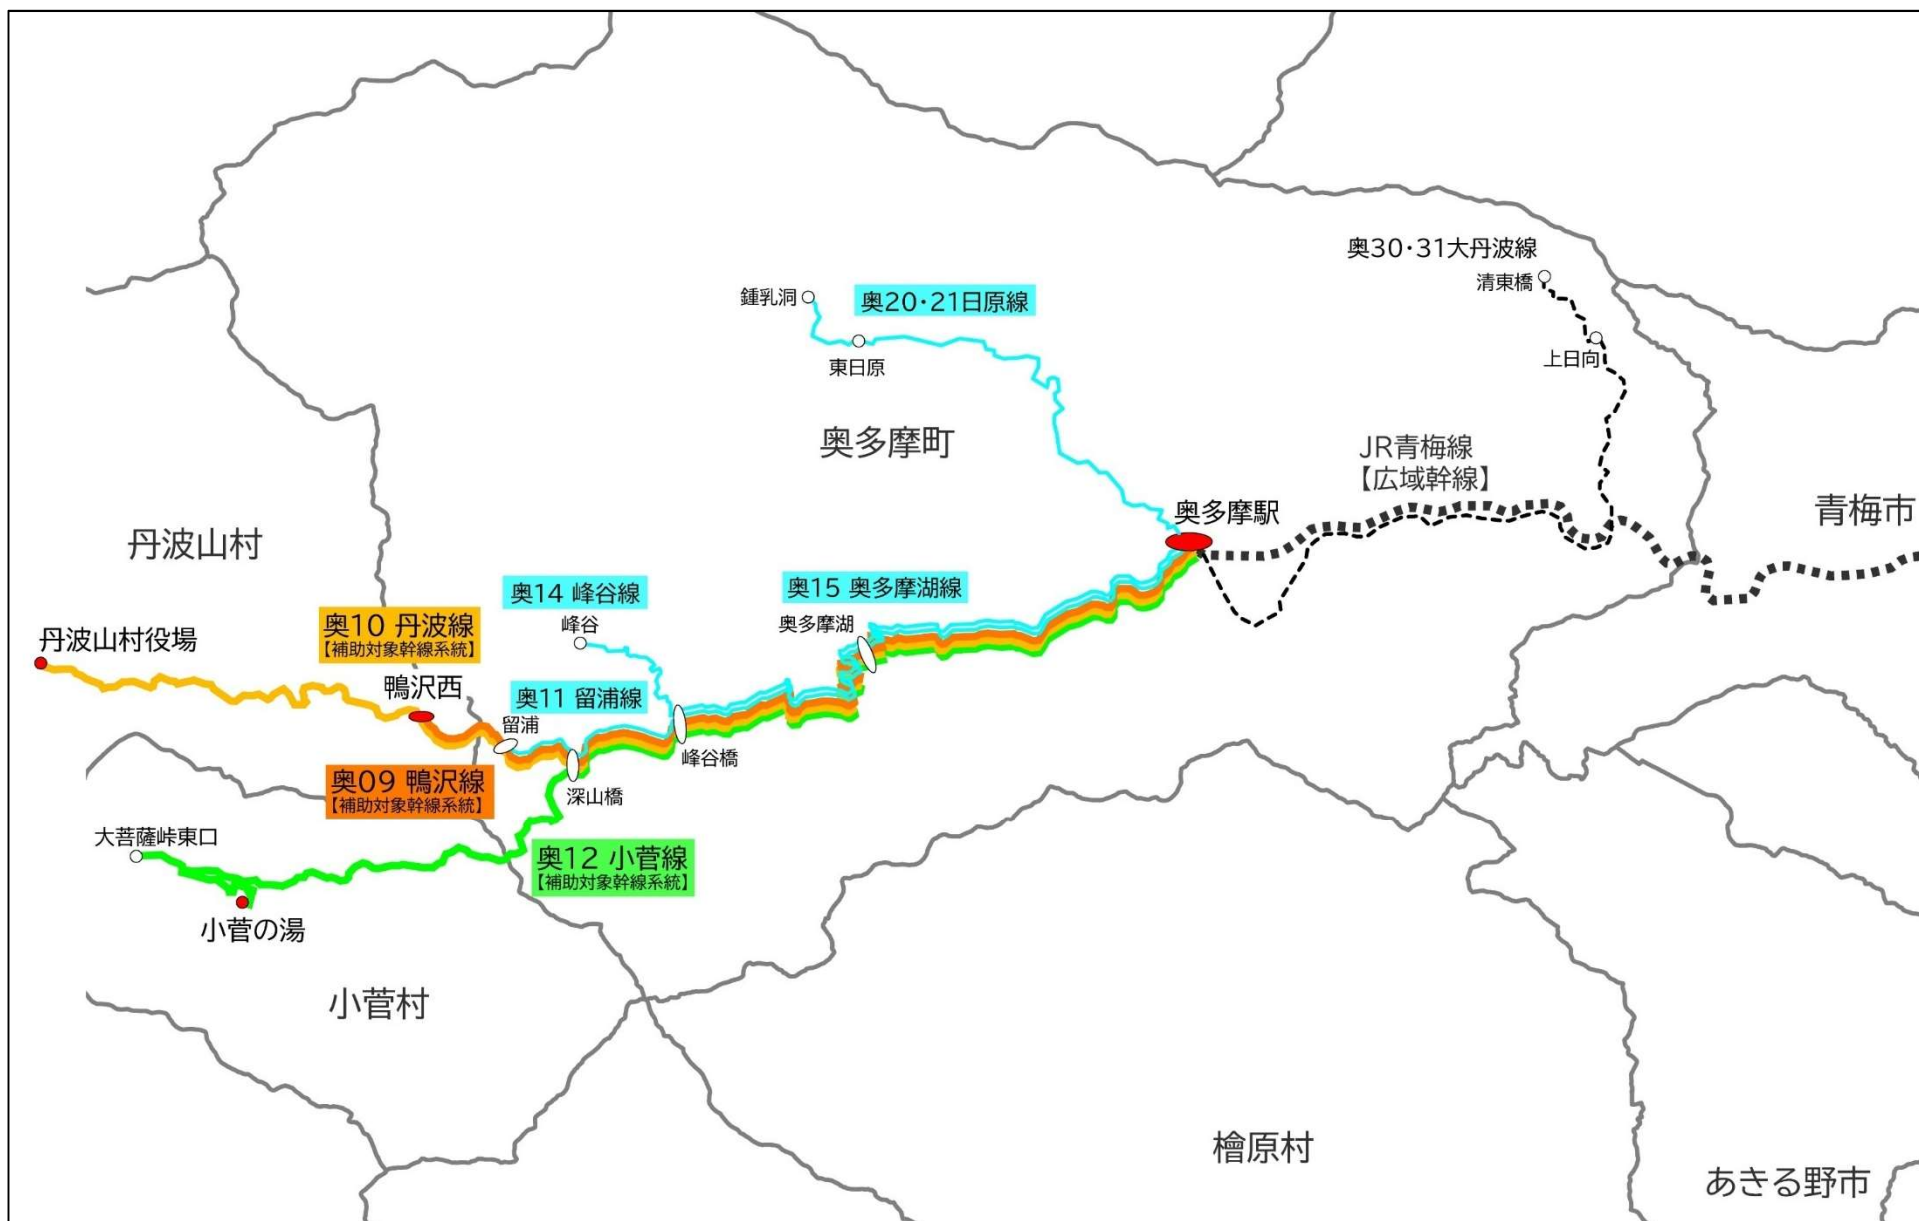 奥30・31大丹波線
清東橋
鍾乳洞
奥20・21日原線
東日原
上日向
奥多摩町
JR青梅線
【広域幹線】
奥多摩駅
青梅市
丹波山村
奥14 峰谷線
峰谷
奥15 奥多摩湖線
奥多摩湖
奥10 丹波線
【補助対象幹線系統】
丹波山村役場
鴨沢西
奥11 留浦線
留浦
峰谷橋
奥09 鴨沢線
【補助対象幹線系統】
深山橋
大菩薩峠東口
奥12 小菅線
【補助対象幹線系統】
小菅の湯
小菅村
檜原村
あきる野市